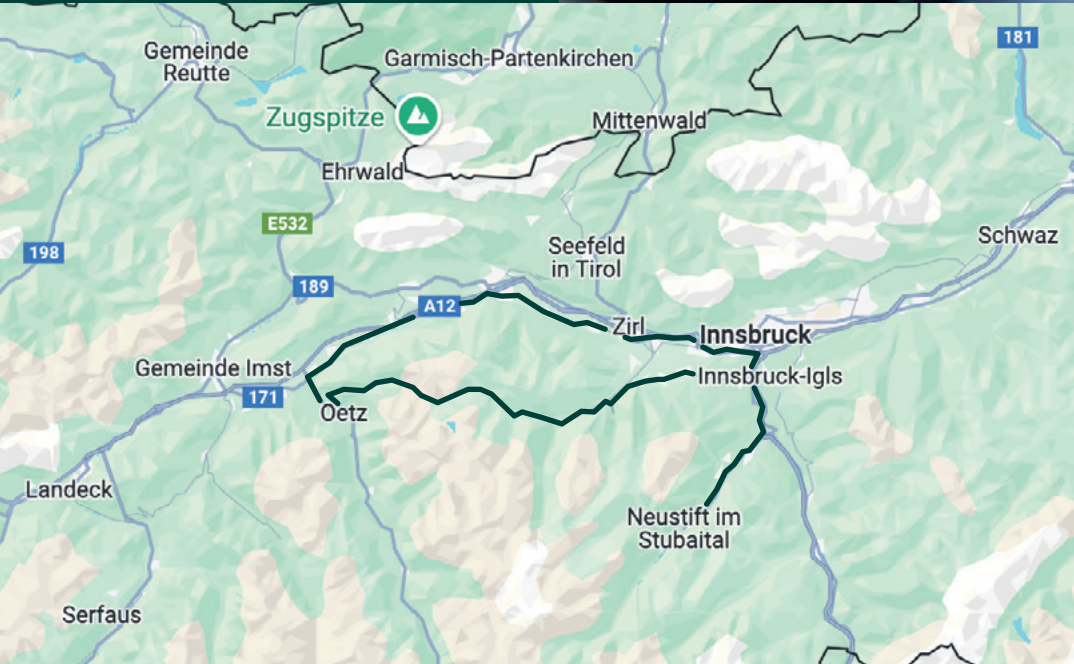 181
Gemeinde
Reutte
Garmisch-Partenkirchen
Zugspitze
Mittenwald
Ehrwald
E532
198
Seefeld
in Tirol
Schwaz
189
A12
Zirl
Innsbruck
Gemeinde Imst
Innsbruck-Igls
171
Oetz
Landeck
Neustift im
Stubaital
Serfaus